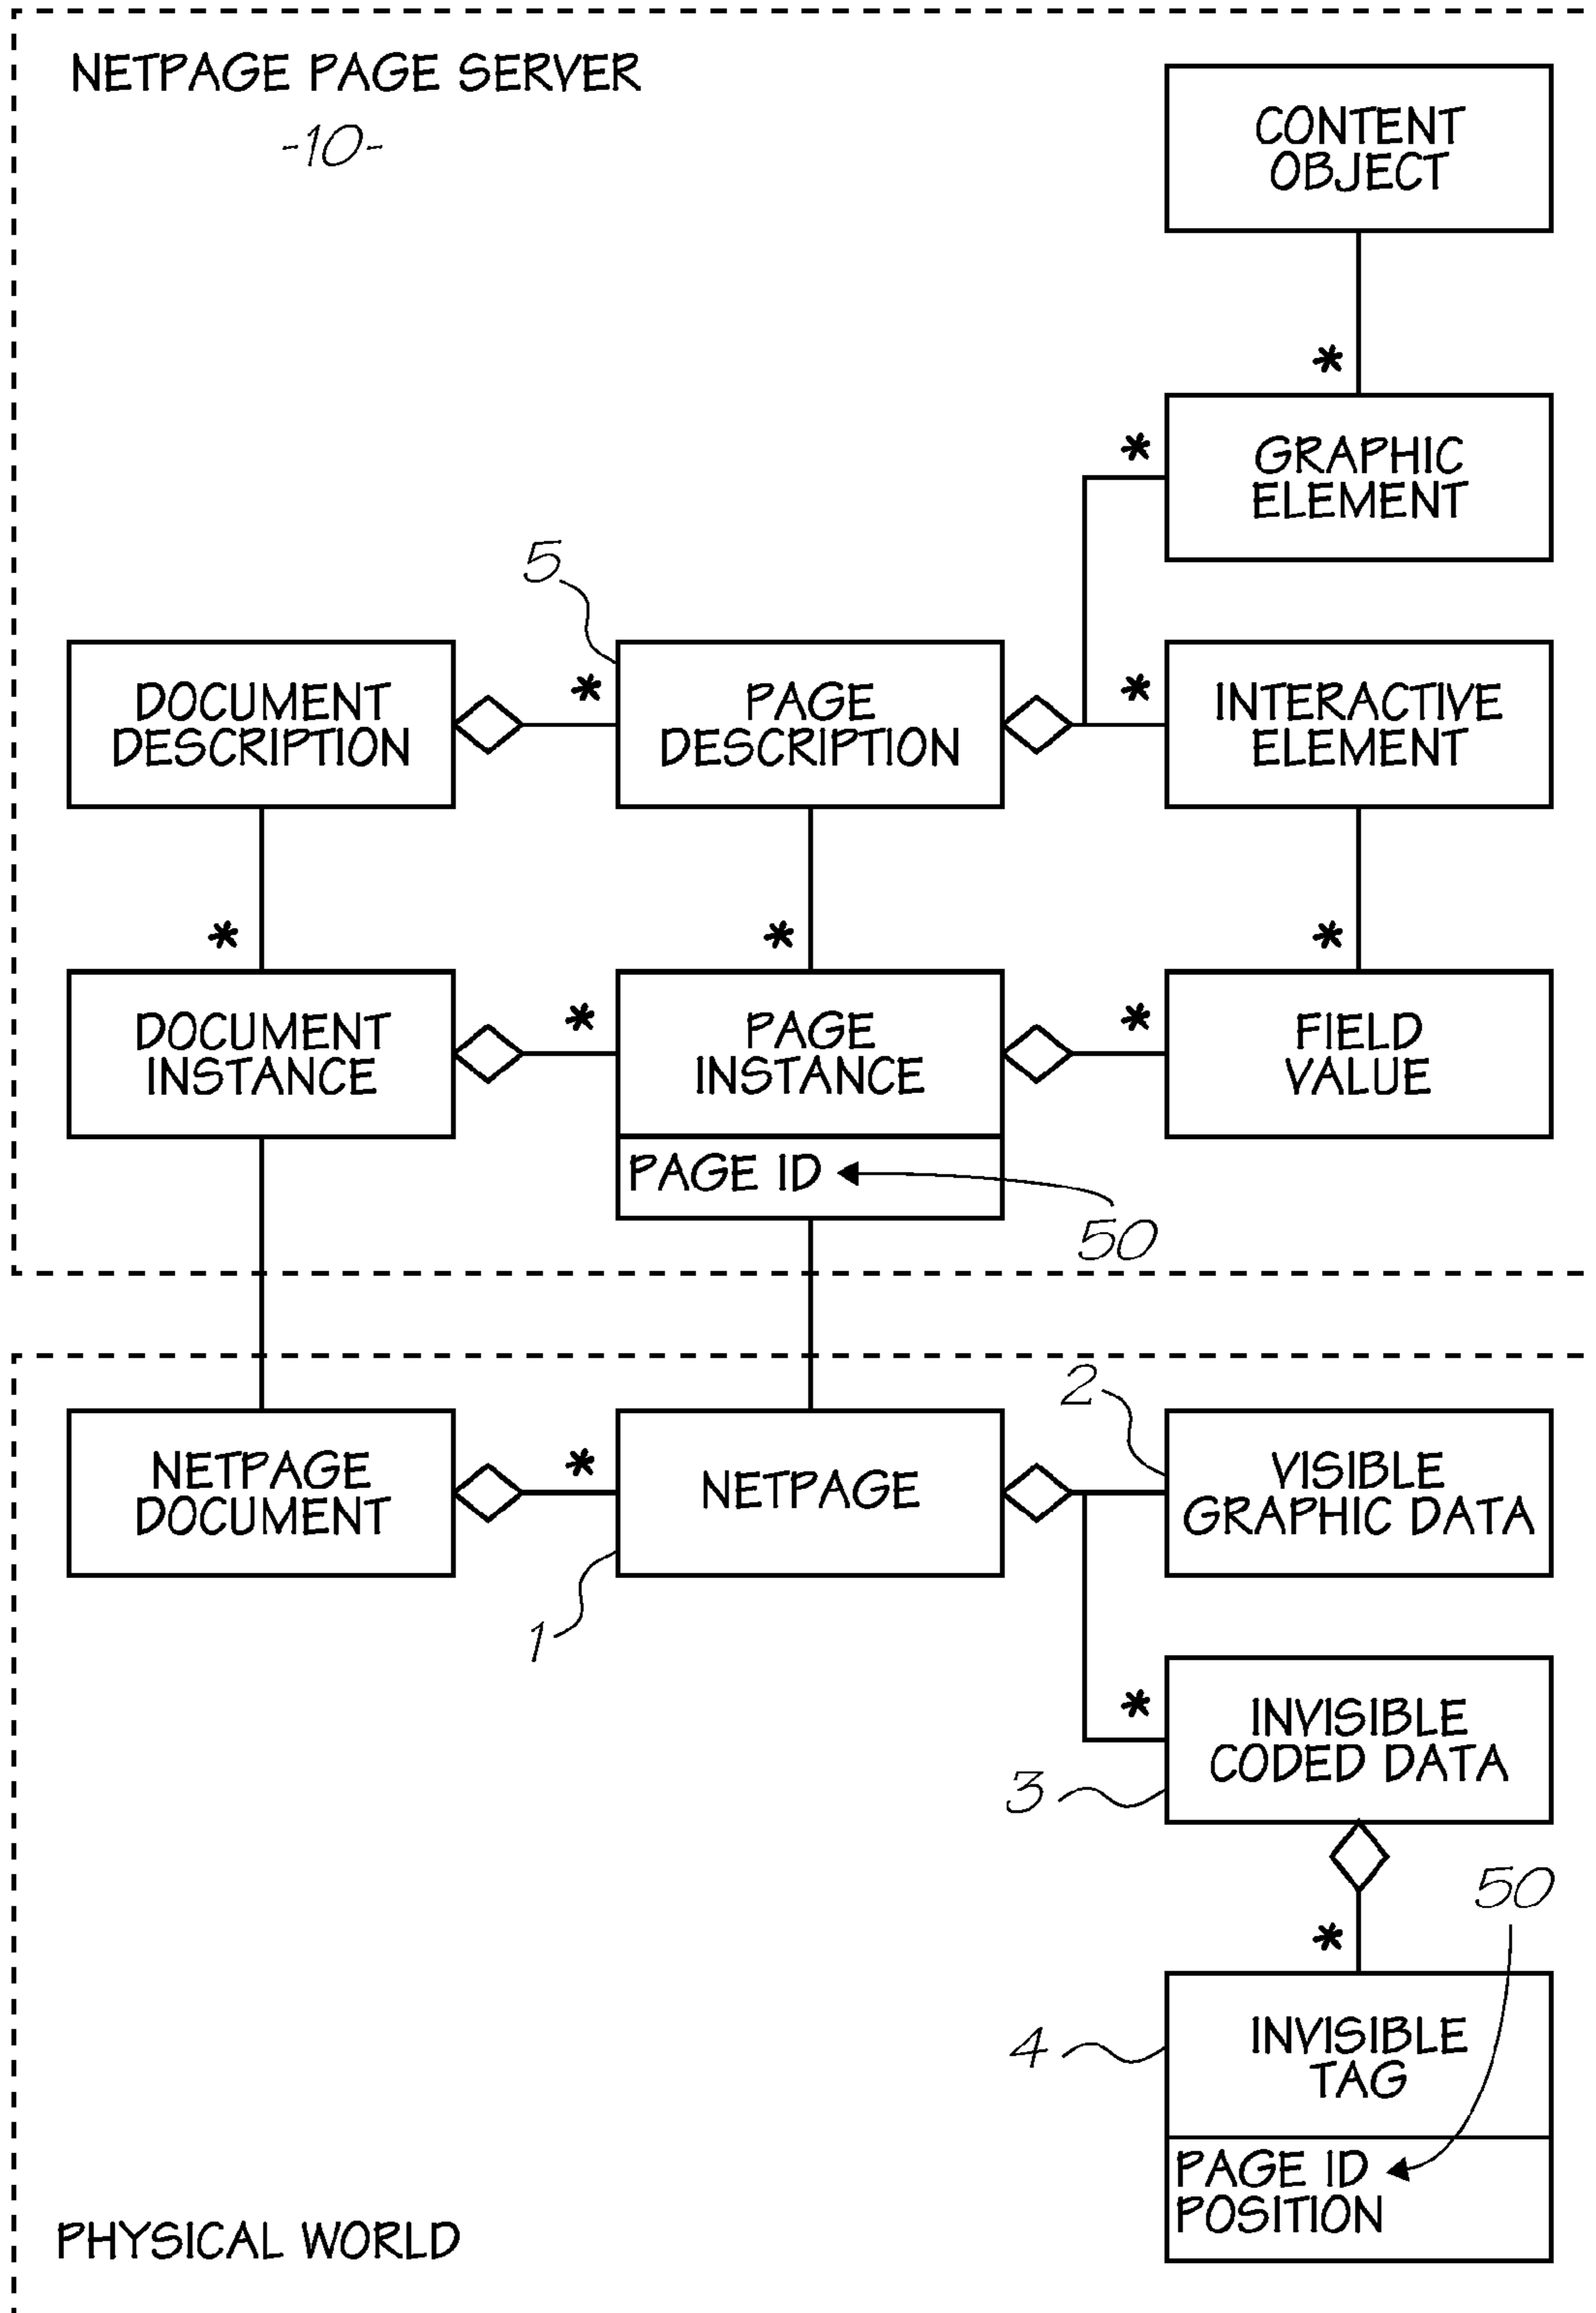 NETPAGE PAGE SERVER
-10-
CONTENT
OBJECT
*
*
GRAPHIC
ELEMENT
5
DOCUMENT
DESCRIPTION
*
PAGE
DESCRIPTION
*
INTERACTIVE
ELEMENT
*
*
*
DOCUMENT
INSTANCE
*
PAGE
INSTANCE
*
FIELD
VALUE
PAGE ID
50
2
NETPAGE
DOCUMENT
*
NETPAGE
VISIBLE
GRAPHIC DATA
1
*
INVISIBLE
CODED DATA
3
50
*
4
INVISIBLE
TAG
PAGE ID
POSITION
PHYSICAL WORLD